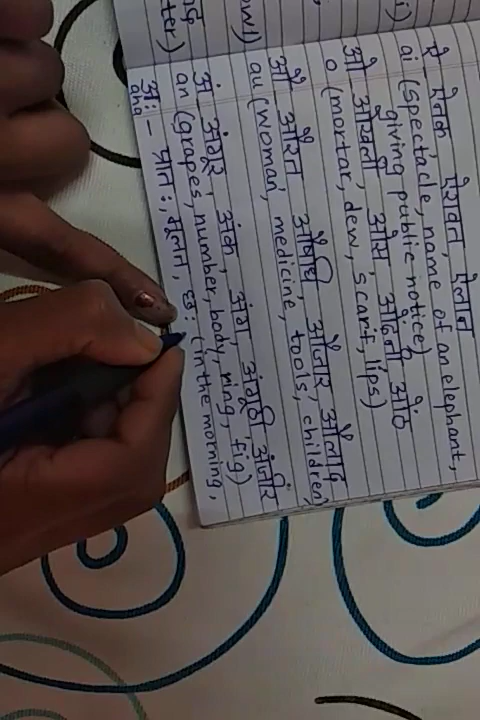 ऐ ऐनक, ऐरावत, ऐलान
ai (spectacle, name of an elephant,
giving public notice)
ओ ओखली, ओस, ओढ़नी ओंठ
o (mortar, dew, scarf, lips)
औ औरत औषधि औजार औलाद
au (woman, medicine, tools, children)
अं अंगूर, अंक, अंग, अंगूठी, अंजीर
an (grapes, number, body, ring, fig)
अः - प्रातः, मूलत, छः (in the morning,
aha